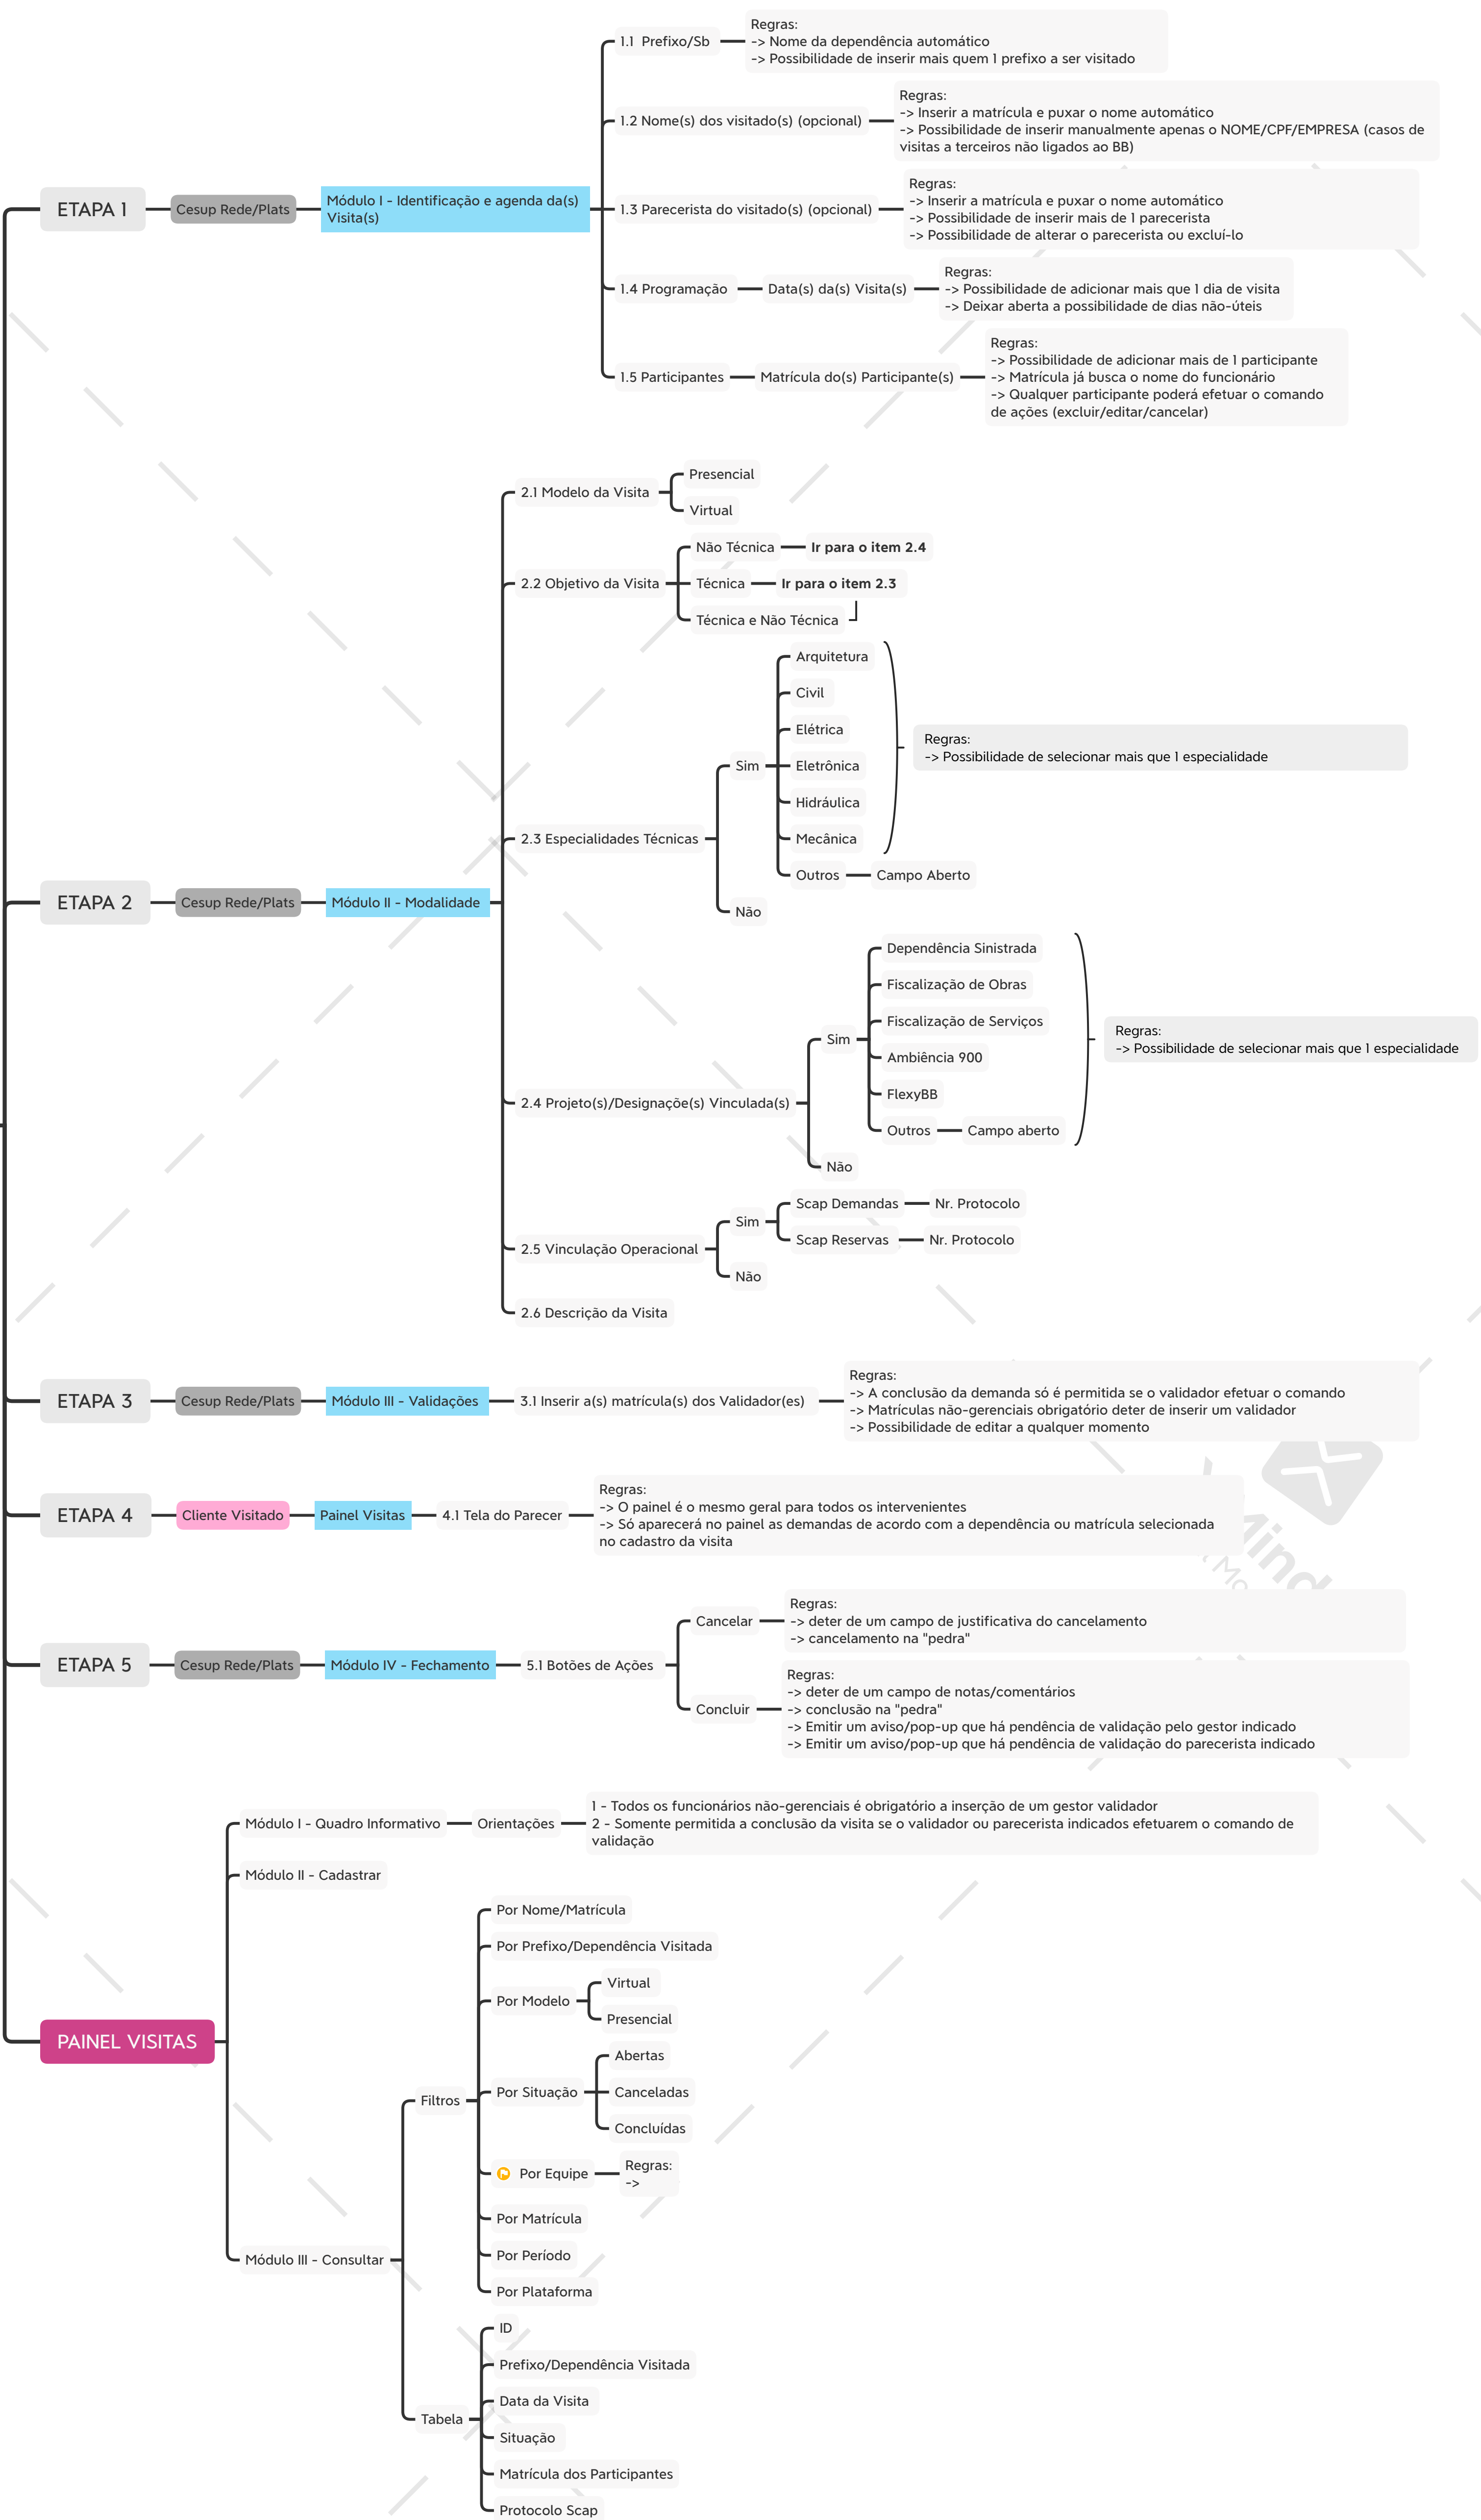 ETAPA 1
Cesup Rede/Plats
Módulo I - Identificação e agenda da(s)
Visita(s)
1.1 Prefixo/Sb
Regras:
-> Nome da dependência automático
-> Possibilidade de inserir mais quem 1 prefixo a ser visitado
1.2 Nome(s) dos visitado(s) (opcional)
Regras:
-> Inserir a matrícula e puxar o nome automático
-> Possibilidade de inserir manualmente apenas o NOME/CPF/EMPRESA (casos de
visitas a terceiros não ligados ao BB)
1.3 Parecerista do visitado(s) (opcional)
Regras:
-> Inserir a matrícula e puxar o nome automático
-> Possibilidade de inserir mais de 1 parecerista
-> Possibilidade de alterar o parecerista ou excluí-lo
1.4 Programação
Data(s) da(s) Visita(s)
Regras:
-> Possibilidade de adicionar mais que 1 dia de visita
-> Deixar aberta a possibilidade de dias não-úteis
1.5 Participantes
Matrícula do(s) Participante(s)
Regras:
-> Possibilidade de adicionar mais de 1 participante
-> Matrícula já busca o nome do funcionário
-> Qualquer participante poderá efetuar o comando
de ações (excluir/editar/cancelar)
ETAPA 2
Cesup Rede/Plats
Módulo II - Modalidade
2.1 Modelo da Visita
Presencial
Virtual
2.2 Objetivo da Visita
Não Técnica
Ir para o item 2.4
Técnica
Ir para o item 2.3
Técnica e Não Técnica
2.3 Especialidades Técnicas
Sim
Arquitetura
Civil
Elétrica
Eletrônica
Hidráulica
Mecânica
Outros
Campo Aberto
Regras:
-> Possibilidade de selecionar mais que 1 especialidade
Não
2.4 Projeto(s)/Designaçõe(s) Vinculada(s)
Sim
Dependência Sinistrada
Fiscalização de Obras
Fiscalização de Serviços
Ambiência 900
FlexyBB
Outros
Campo aberto
Regras:
-> Possibilidade de selecionar mais que 1 especialidade
Não
2.5 Vinculação Operacional
Sim
Scap Demandas
Nr. Protocolo
Scap Reservas
Nr. Protocolo
Não
2.6 Descrição da Visita
ETAPA 3
Cesup Rede/Plats
Módulo III - Validações
3.1 Inserir a(s) matrícula(s) dos Validador(es)
Regras:
-> A conclusão da demanda só é permitida se o validador efetuar o comando
-> Matrículas não-gerenciais obrigatório deter de inserir um validador
-> Possibilidade de editar a qualquer momento
ETAPA 4
Cliente Visitado
Painel Visitas
4.1 Tela do Parecer
Regras:
-> O painel é o mesmo geral para todos os intervenientes
-> Só aparecerá no painel as demandas de acordo com a dependência ou matrícula selecionada
no cadastro da visita
ETAPA 5
Cesup Rede/Plats
Módulo IV - Fechamento
5.1 Botões de Ações
Cancelar
Regras:
-> deter de um campo de justificativa do cancelamento
-> cancelamento na "pedra"
Concluir
Regras:
-> deter de um campo de notas/comentários
-> conclusão na "pedra"
-> Emitir um aviso/pop-up que há pendência de validação pelo gestor indicado
-> Emitir um aviso/pop-up que há pendência de validação do parecerista indicado
PAINEL VISITAS
Módulo I - Quadro Informativo
Orientações
1 - Todos os funcionários não-gerenciais é obrigatório a inserção de um gestor validador
2 - Somente permitida a conclusão da visita se o validador ou parecerista indicados efetuarem o comando de
validação
Módulo II - Cadastrar
Módulo III - Consultar
Filtros
Por Nome/Matrícula
Por Prefixo/Dependência Visitada
Por Modelo
Virtual
Presencial
Por Situação
Abertas
Canceladas
Concluídas
Por Equipe
Regras:
->
Por Matrícula
Por Período
Por Plataforma
Tabela
ID
Prefixo/Dependência Visitada
Data da Visita
Situação
Matrícula dos Participantes
Protocolo Scap